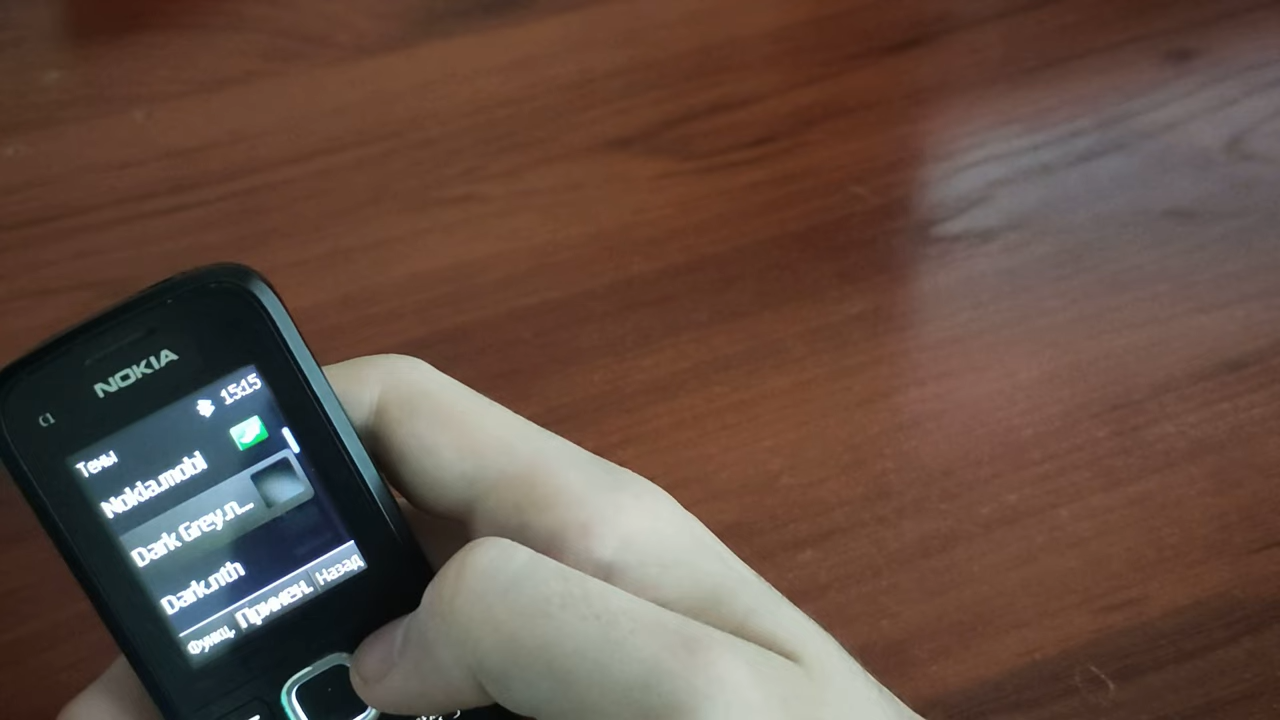 NOKIA
C1
15:15
Темы
Nokia.mobi
Dark Grey.n...
Dark.nth
Функц. Примен. Назад